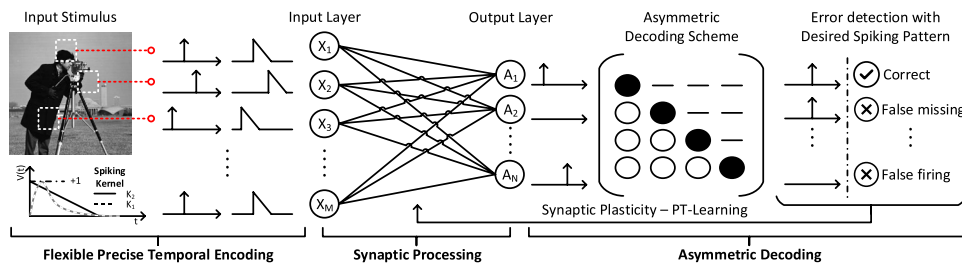 Input Stimulus
Input Layer
Output Layer
Asymmetric
Decoding Scheme
Error detection with
Desired Spiking Pattern
X1
X2
X3
XM
A1
A2
AN
Correct
False missing
False firing
V(t)
+1
Spiking
Kernel
K2
K1
t
Synaptic Plasticity – PT-Learning
Flexible Precise Temporal Encoding
Synaptic Processing
Asymmetric Decoding